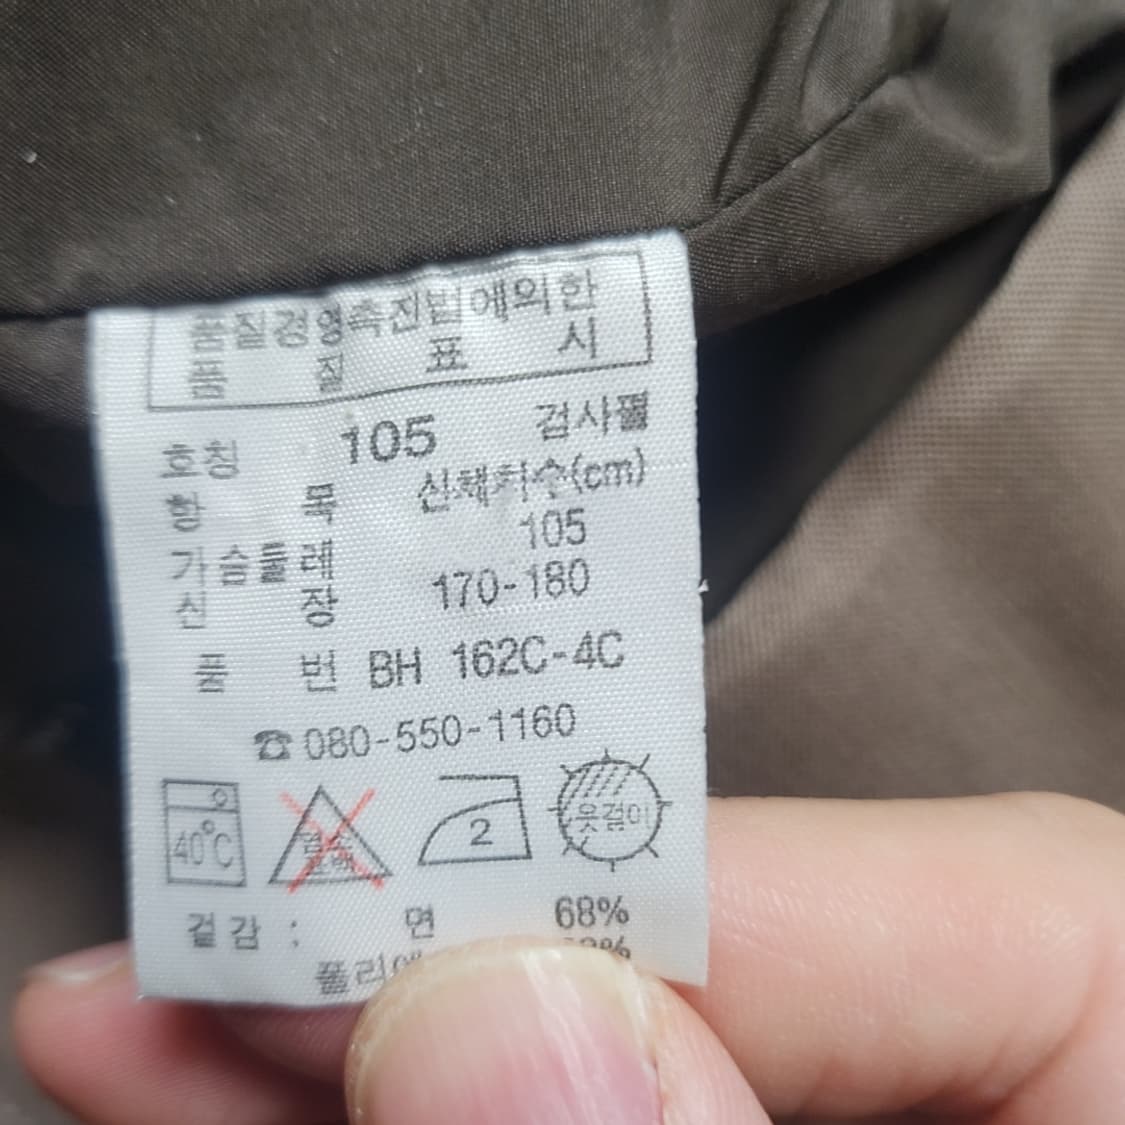 품질경영촉진법에의한
품 질 표 시
호칭 105 검사필
항 목 신체치수(cm)
가슴둘레 105
신 장 170-180
품 번 BH 162C-4C
☎080-550-1160
40℃ 2 옷걸이
겉감 : 면 68%